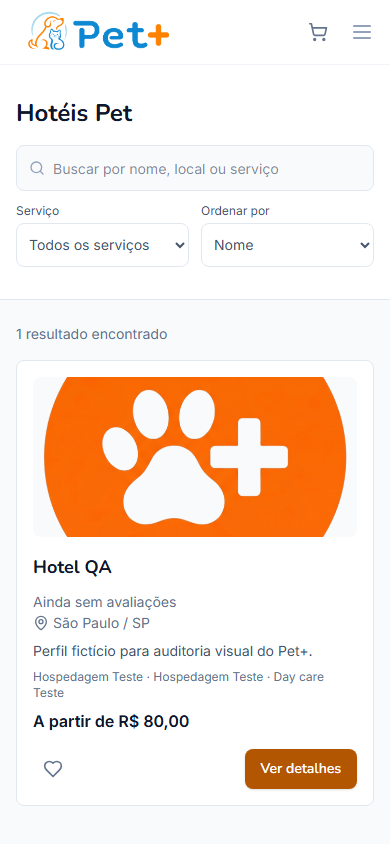 Pet+
Hotéis Pet
Buscar por nome, local ou serviço
Serviço
Ordenar por
Todos os serviços
Nome
1 resultado encontrado
Hotel QA
Ainda sem avaliações
São Paulo / SP
Perfil fictício para auditoria visual do Pet+.
Hospedagem Teste · Hospedagem Teste · Day care
Teste
A partir de R$ 80,00
Ver detalhes